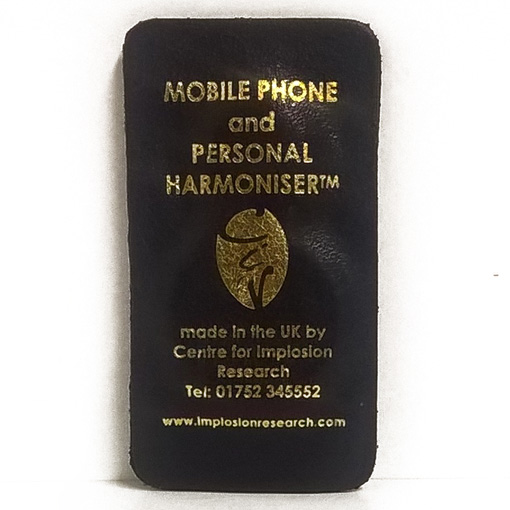 MOBILE PHONE
and
PERSONAL
HARMONISER™
made in the UK by
Centre for Implosion
Research
Tel: 01752 345552
www.implosionresearch.com